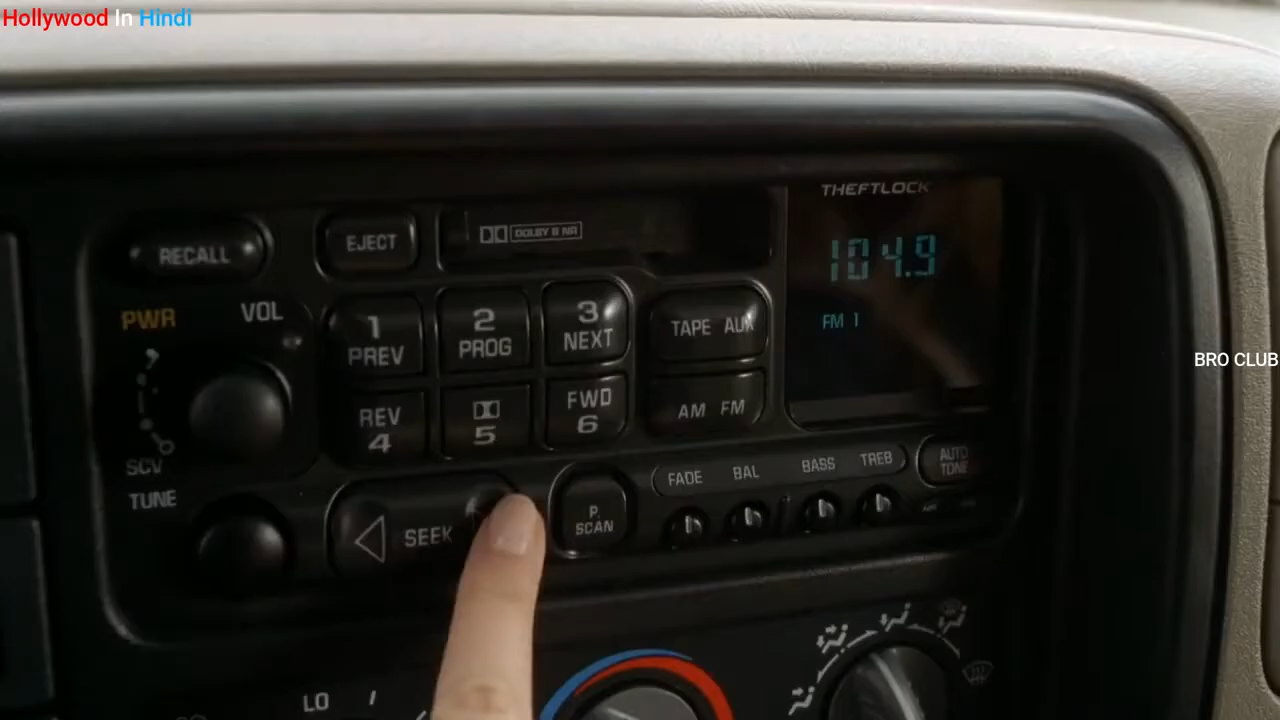 Hollywood In Hindi
THEFTLOCK
RECALL
EJECT
DOLBY B NR
104.9
FM 1
PWR
VOL
1
PREV
2
PROG
3
NEXT
TAPE AUX
BRO CLUB
REV
4
5
FWD
6
AM FM
SCV
TUNE
SEEK
P.
SCAN
FADE
BAL
BASS
TREB
AUTO
TONE
LO